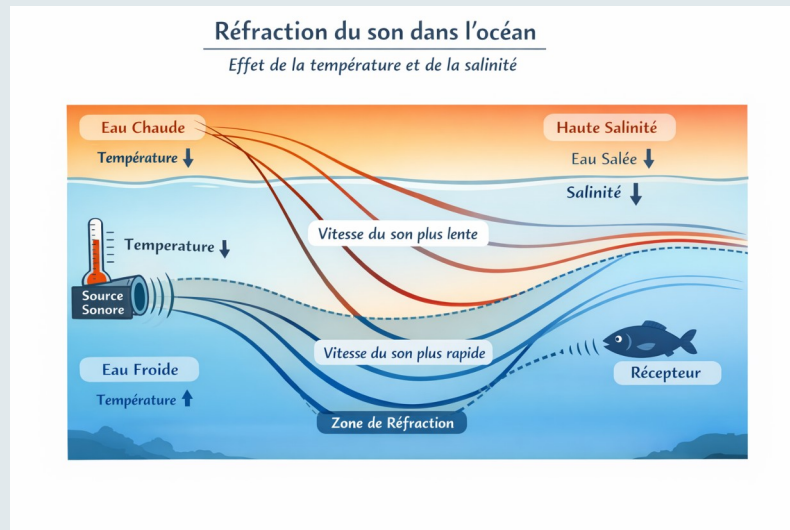 Réfraction du son dans l'océan
Effet de la température et de la salinité
Eau Chaude
Température ↓
Haute Salinité
Eau Salée ↓
Salinité ↓
Vitesse du son plus lente
Temperature ↓
Source
Sonore
Vitesse du son plus rapide
Eau Froide
Température ↑
Récepteur
Zone de Réfraction